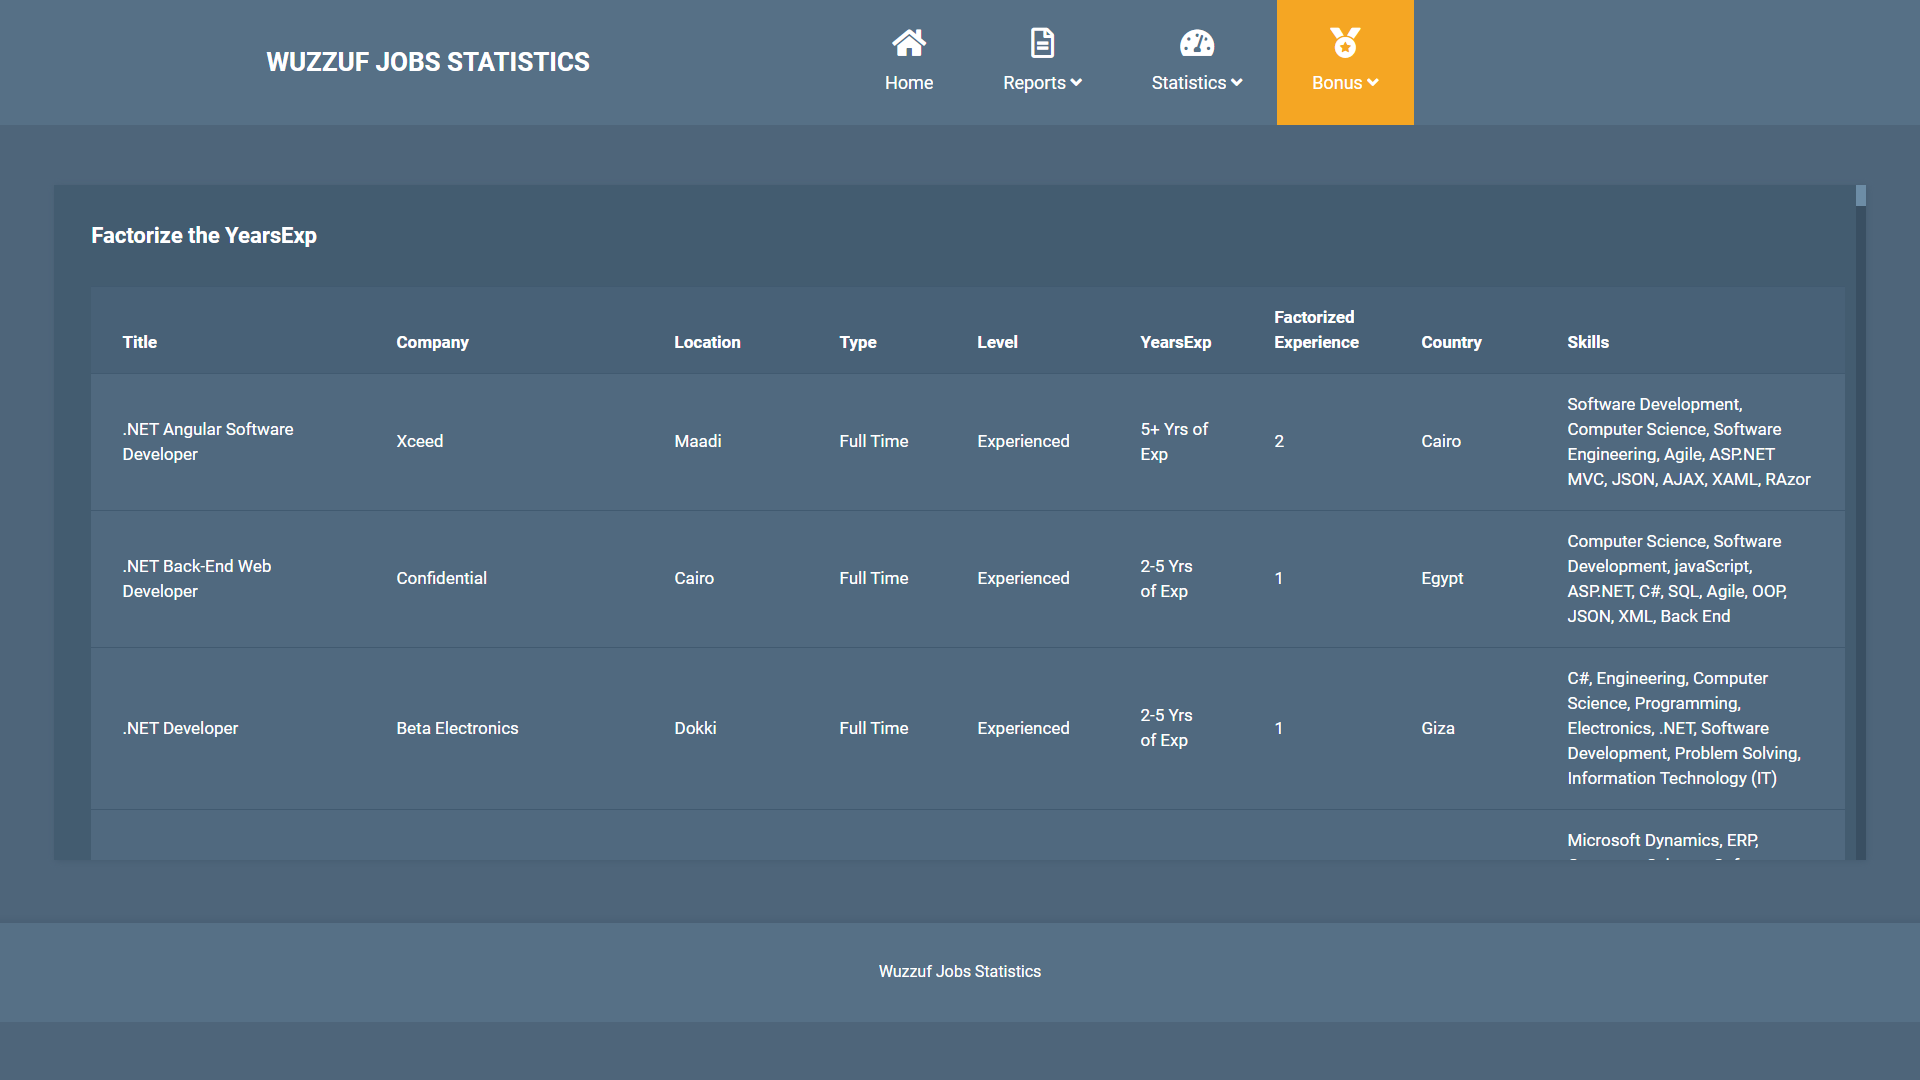 WUZZUF JOBS STATISTICS
Home
Reports
Statistics
Bonus
Factorize the YearsExp
Title
Company
Location
Type
Level
YearsExp
Factorized
Experience
Country
Skills
.NET Angular Software
Developer
Xceed
Maadi
Full Time
Experienced
5+ Yrs of
Exp
2
Cairo
Software Development,
Computer Science, Software
Engineering, Agile, ASP.NET
MVC, JSON, AJAX, XAML, RAzor
.NET Back-End Web
Developer
Confidential
Cairo
Full Time
Experienced
2-5 Yrs
of Exp
1
Egypt
Computer Science, Software
Development, javaScript,
ASP.NET, C#, SQL, Agile, OOP,
JSON, XML, Back End
.NET Developer
Beta Electronics
Dokki
Full Time
Experienced
2-5 Yrs
of Exp
1
Giza
C#, Engineering, Computer
Science, Programming,
Electronics, .NET, Software
Development, Problem Solving,
Information Technology (IT)
Microsoft Dynamics, ERP,
Wuzzuf Jobs Statistics